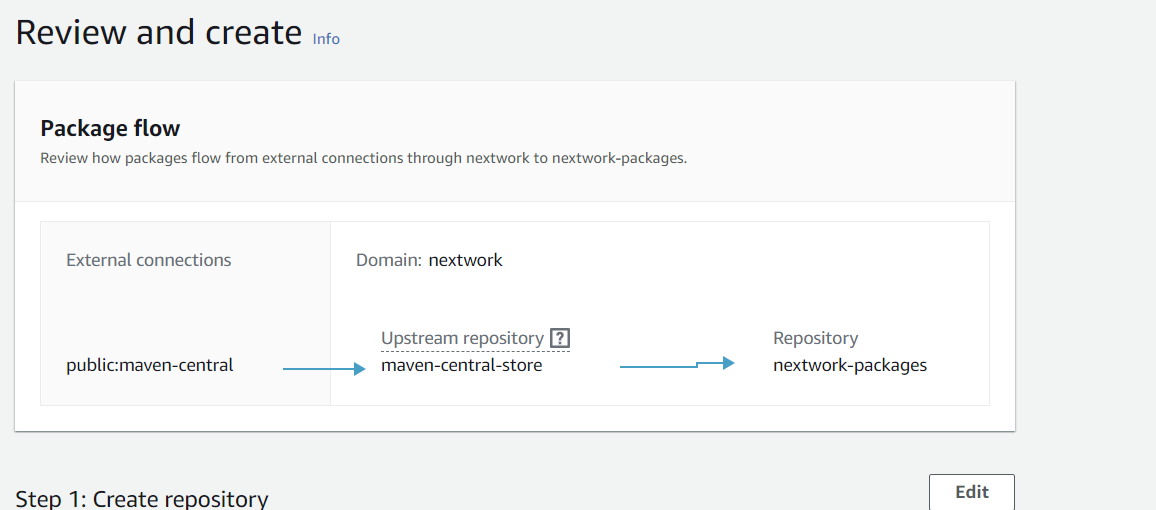 Review and create Info
Package flow
Review how packages flow from external connections through nextwork to nextwork-packages.
External connections
Domain: nextwork
Upstream repository [?]
Repository
public:maven-central
maven-central-store
nextwork-packages
Step 1: Create repository
Edit